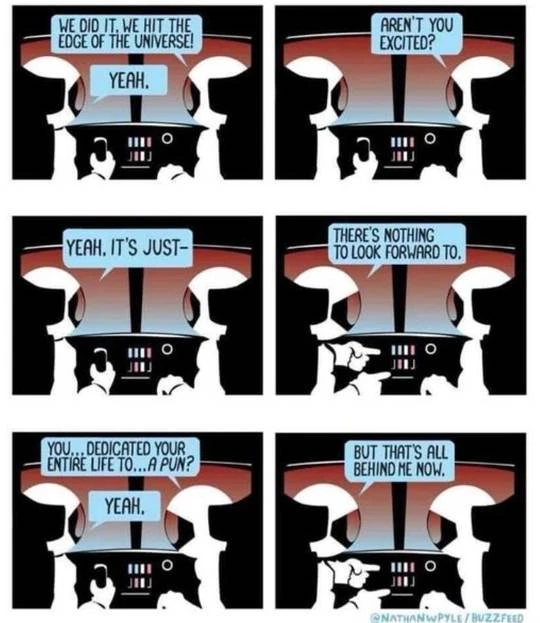 WE DID IT. WE HIT THE
EDGE OF THE UNIVERSE!
YEAH.
AREN'T YOU
EXCITED?
YEAH. IT'S JUST-
THERE'S NOTHING
TO LOOK FORWARD TO.
YOU... DEDICATED YOUR
ENTIRE LIFE TO...A PUN?
YEAH.
BUT THAT'S ALL
BEHIND ME NOW.
@NATHANWPYLE / BUZZFEED